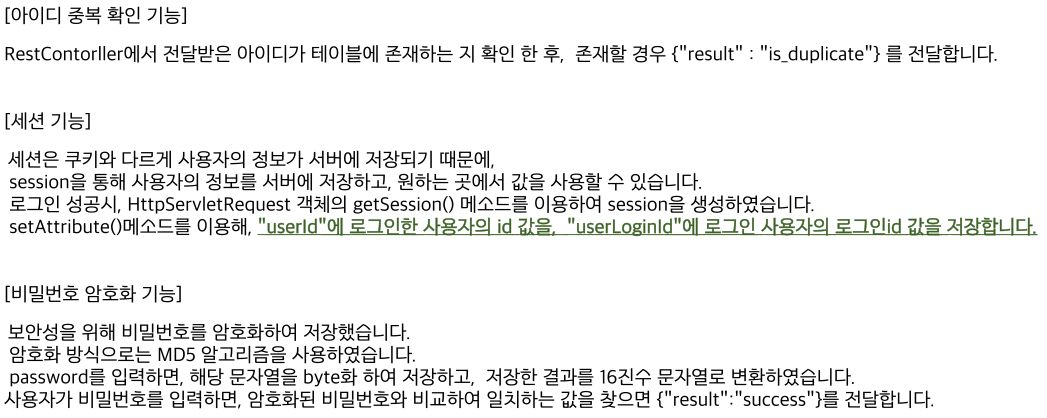 [아이디 중복 확인 기능]
RestContorller에서 전달받은 아이디가 테이블에 존재하는 지 확인 한 후, 존재할 경우 {"result" : "is_duplicate"} 를 전달합니다.
[세션 기능]
세션은 쿠키와 다르게 사용자의 정보가 서버에 저장되기 때문에,
session을 통해 사용자의 정보를 서버에 저장하고, 원하는 곳에서 값을 사용할 수 있습니다.
로그인 성공시, HttpServletRequest 객체의 getSession() 메소드를 이용하여 session을 생성하였습니다.
setAttribute()메소드를 이용해, "userId"에 로그인한 사용자의 id 값을, "userLoginId"에 로그인 사용자의 로그인id 값을 저장합니다.
[비밀번호 암호화 기능]
보안성을 위해 비밀번호를 암호화하여 저장했습니다.
암호화 방식으로는 MD5 알고리즘을 사용하였습니다.
password를 입력하면, 해당 문자열을 byte화 하여 저장하고, 저장한 결과를 16진수 문자열로 변환하였습니다.
사용자가 비밀번호를 입력하면, 암호화된 비밀번호와 비교하여 일치하는 값을 찾으면 {"result":"success"}를 전달합니다.